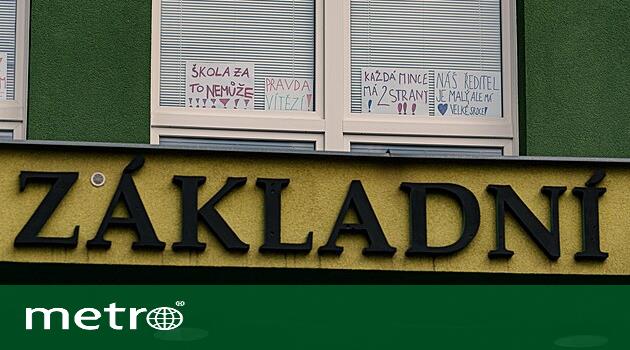 ŠKOLA ZA
TO NEMŮŽE
PRAVDA
VÍTĚZÍ!
KAŽDÁ MINCE
MÁ 2 STRANY
NÁŠ ŘEDITEL
JE MALÝ, ALE MÁ
VELKÉ SRDCE!
ZÁKLADNÍ
metro